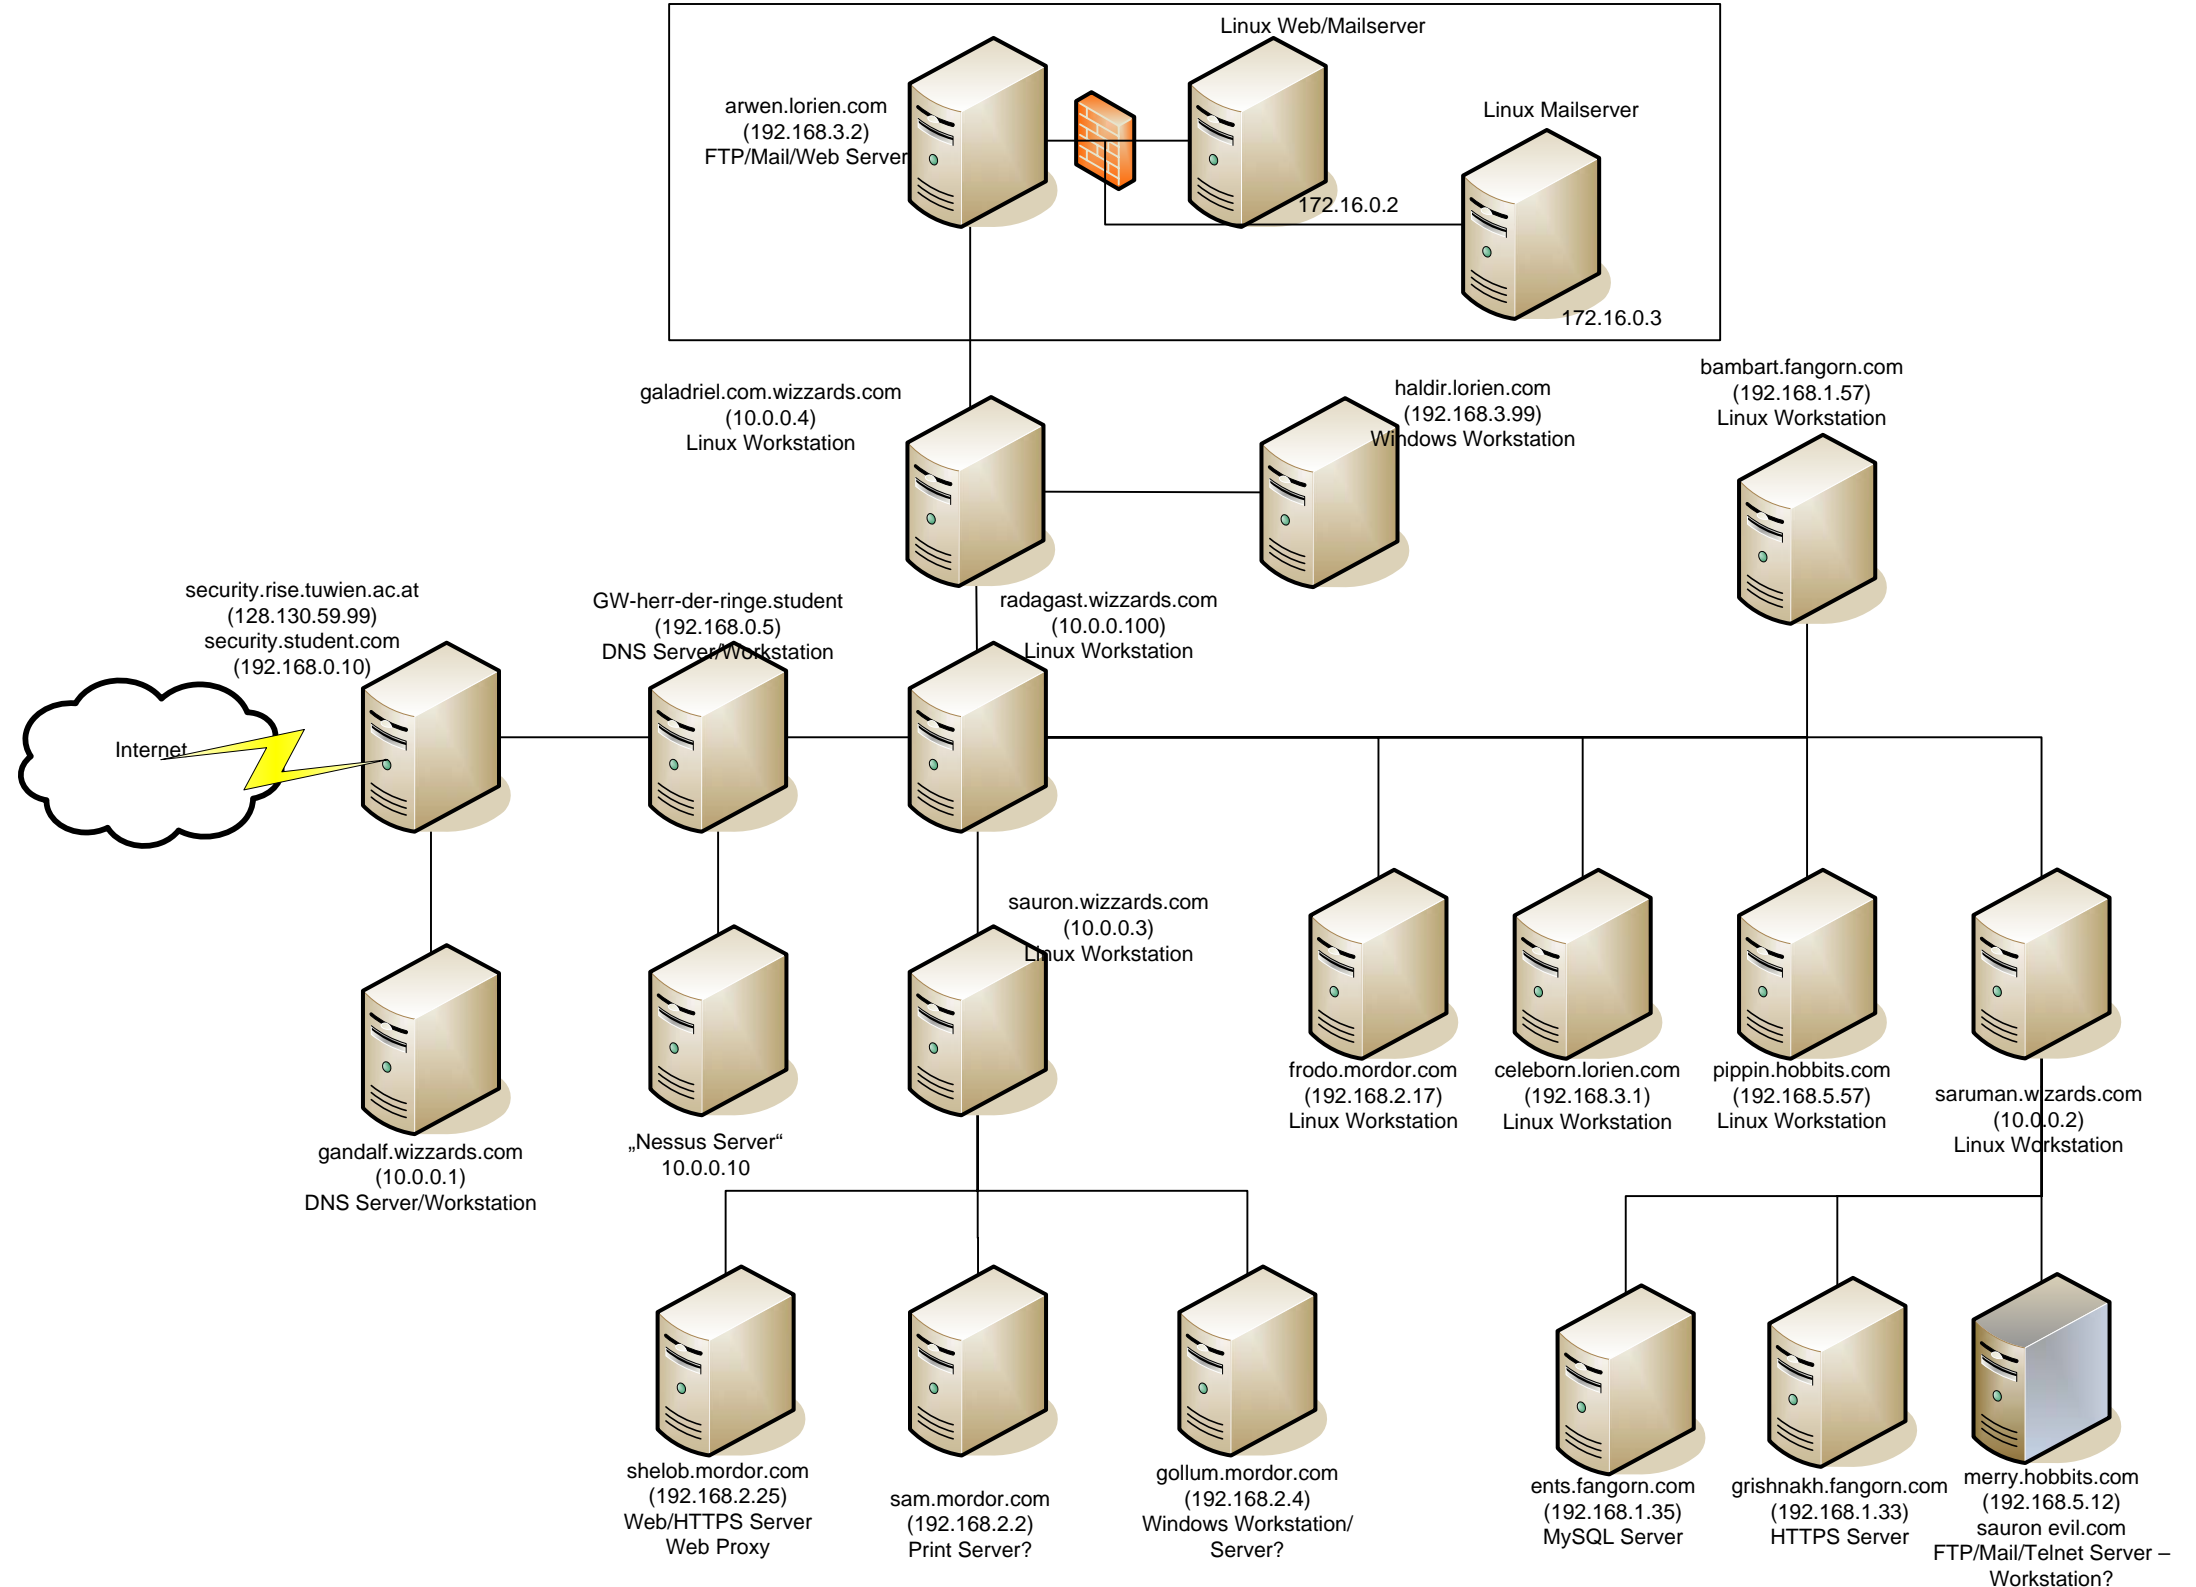 Linux Web/Mailserver
arwen.lorien.com
(192.168.3.2)
FTP/Mail/Web Server
Linux Mailserver
172.16.0.2
172.16.0.3
galadriel.com.wizzards.com
(10.0.0.4)
Linux Workstation
haldir.lorien.com
(192.168.3.99)
Windows Workstation
bambart.fangorn.com
(192.168.1.57)
Linux Workstation
security.rise.tuwien.ac.at
(128.130.59.99)
security.student.com
(192.168.0.10)
GW-herr-der-ringe.student
(192.168.0.5)
DNS Server/Workstation
radagast.wizzards.com
(10.0.0.100)
Linux Workstation
Internet
sauron.wizzards.com
(10.0.0.3)
Linux Workstation
frodo.mordor.com
(192.168.2.17)
Linux Workstation
celeborn.lorien.com
(192.168.3.1)
Linux Workstation
pippin.hobbits.com
(192.168.5.57)
Linux Workstation
saruman.wizards.com
(10.0.0.2)
Linux Workstation
gandalf.wizzards.com
(10.0.0.1)
DNS Server/Workstation
„Nessus Server“
10.0.0.10
shelob.mordor.com
(192.168.2.25)
Web/HTTPS Server
Web Proxy
sam.mordor.com
(192.168.2.2)
Print Server?
gollum.mordor.com
(192.168.2.4)
Windows Workstation/
Server?
ents.fangorn.com
(192.168.1.35)
MySQL Server
grishnakh.fangorn.com
(192.168.1.33)
HTTPS Server
merry.hobbits.com
(192.168.5.12)
sauron evil.com
FTP/Mail/Telnet Server –
Workstation?